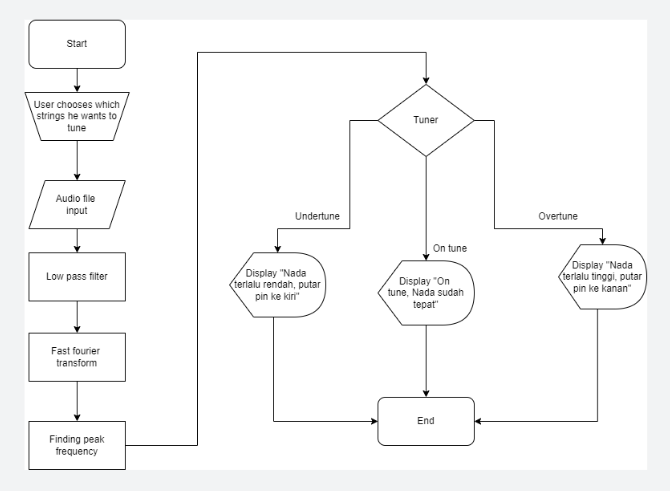 Start
User chooses which
strings he wants to
tune
Audio file
input
Low pass filter
Fast fourier
transform
Finding peak
frequency
Tuner
Undertune
On tune
Overtune
Display "Nada
terlalu rendah, putar
pin ke kiri"
Display "On
tune, Nada sudah
tepat"
Display "Nada
terlalu tinggi, putar
pin ke kanan"
End